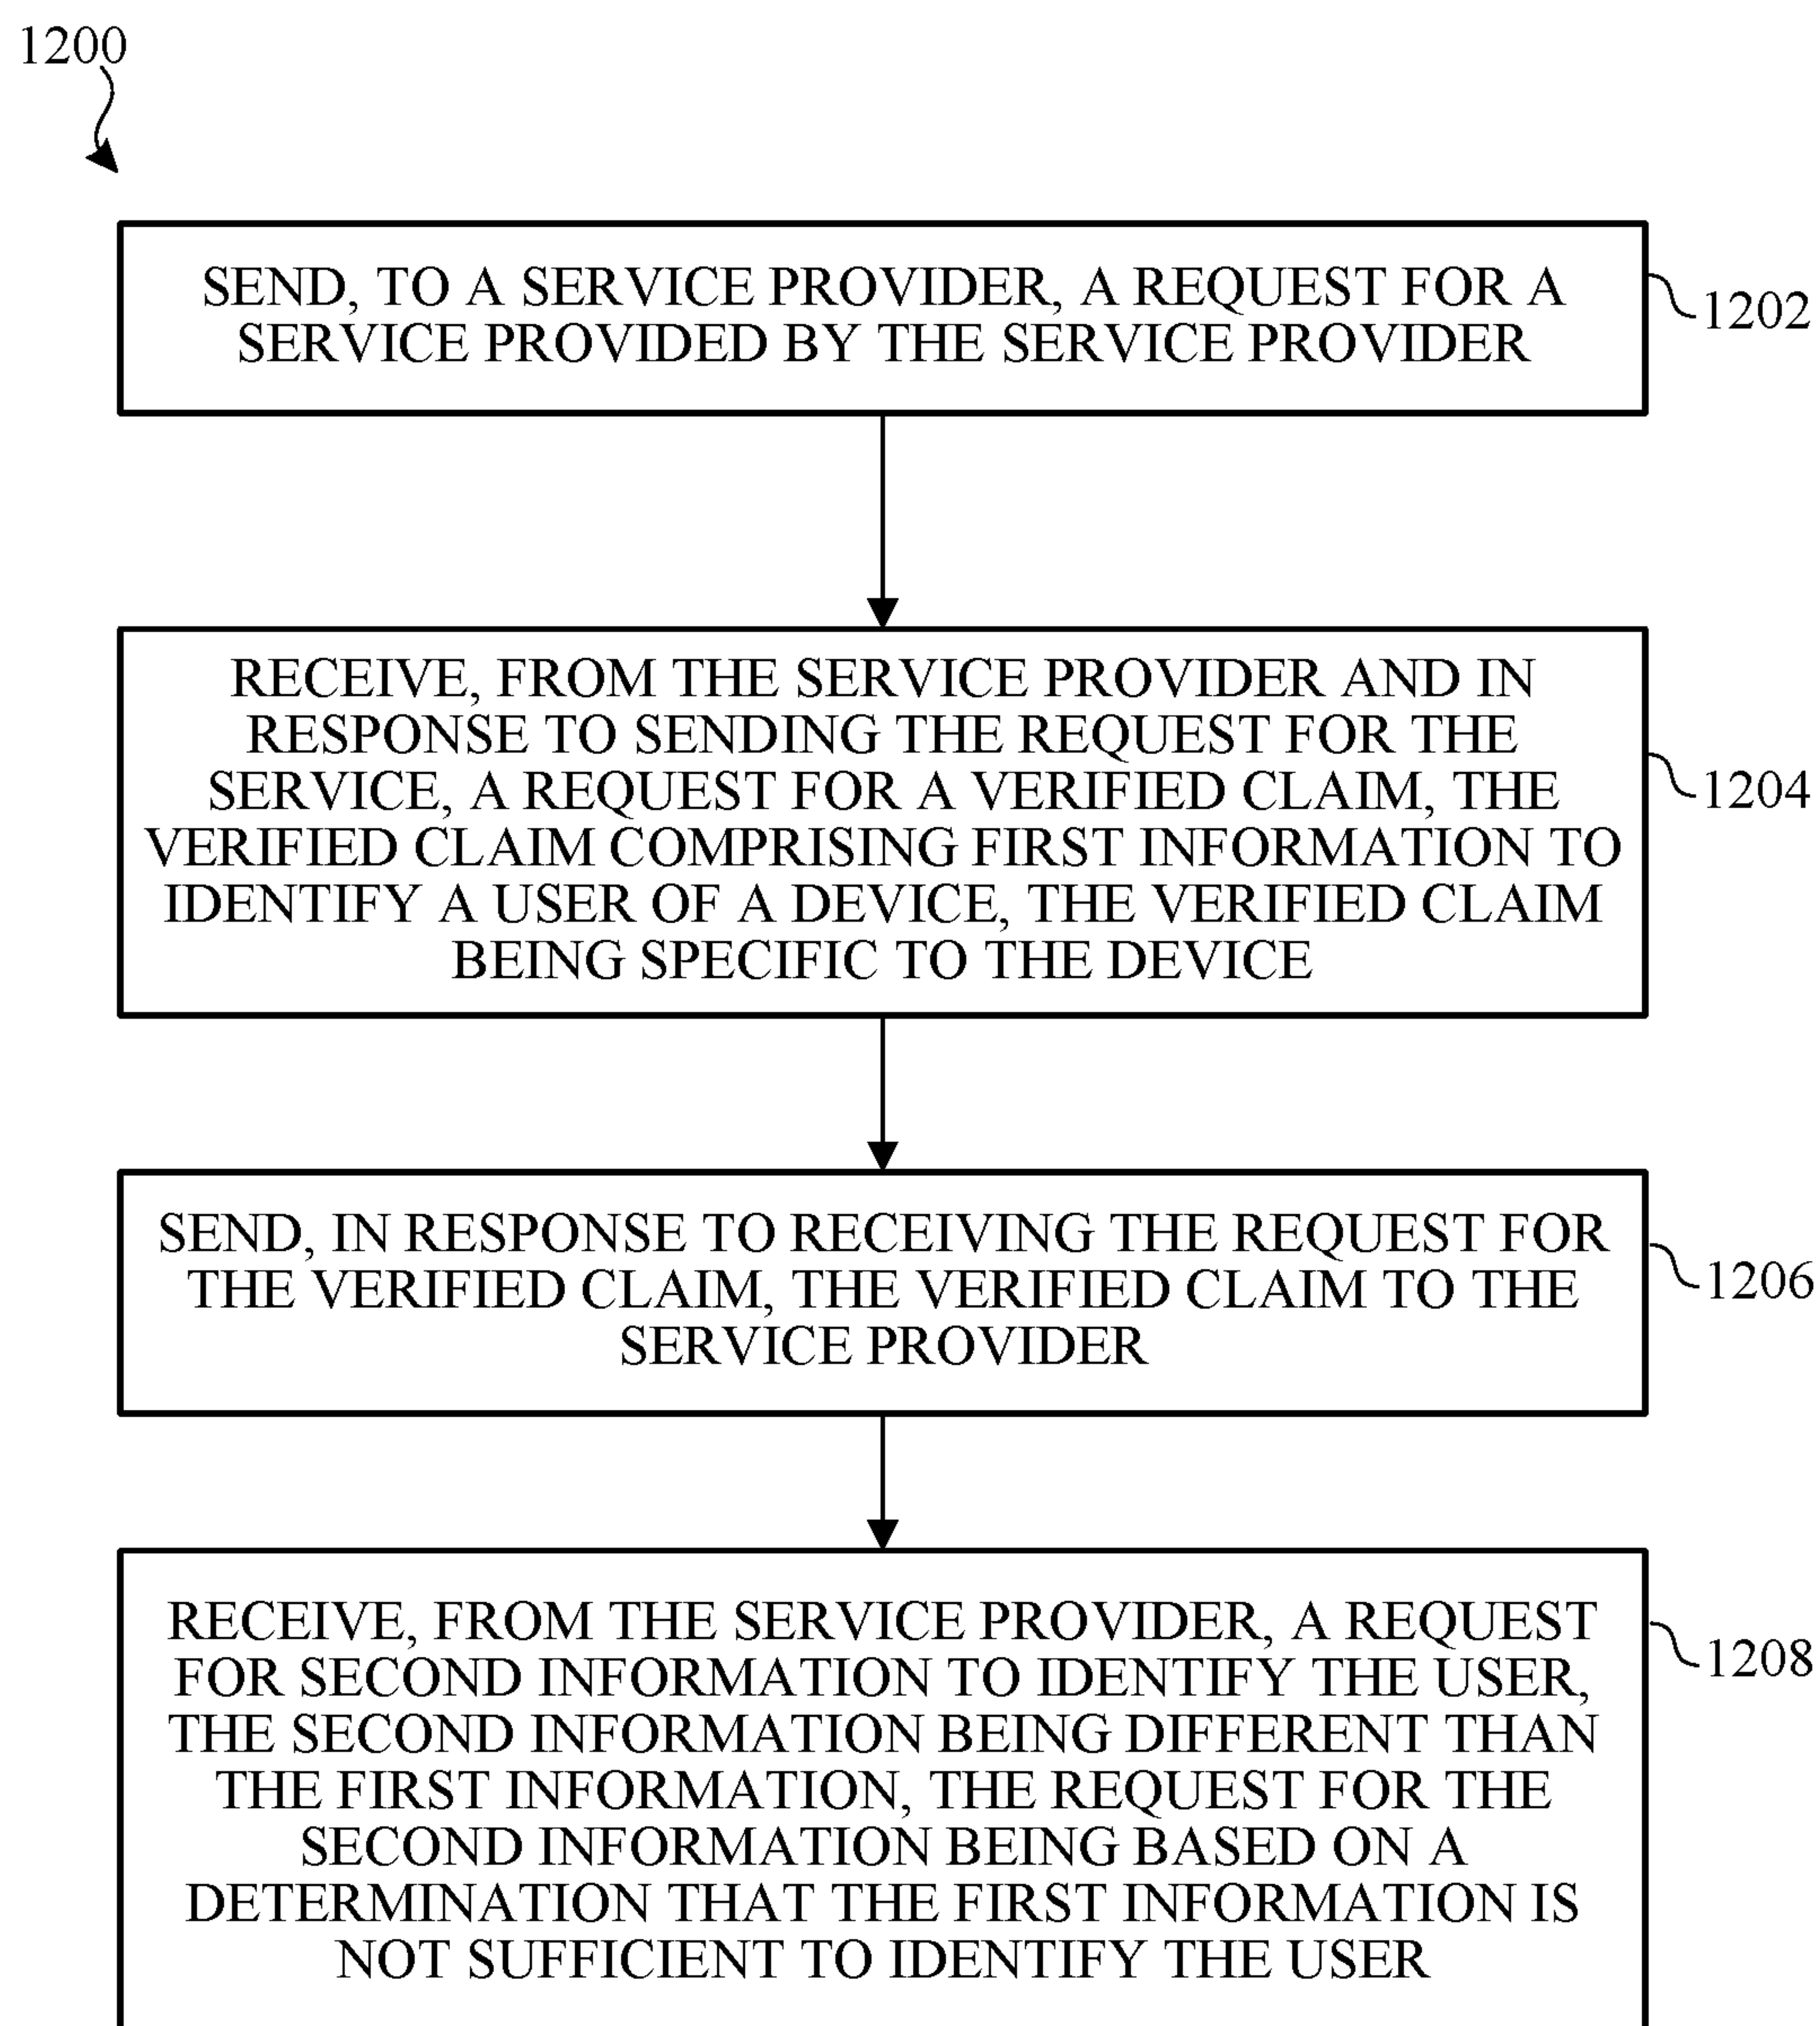 1200
SEND, TO A SERVICE PROVIDER, A REQUEST FOR A
SERVICE PROVIDED BY THE SERVICE PROVIDER
1202
RECEIVE, FROM THE SERVICE PROVIDER AND IN
RESPONSE TO SENDING THE REQUEST FOR THE
SERVICE, A REQUEST FOR A VERIFIED CLAIM, THE
VERIFIED CLAIM COMPRISING FIRST INFORMATION TO
IDENTIFY A USER OF A DEVICE, THE VERIFIED CLAIM
BEING SPECIFIC TO THE DEVICE
1204
SEND, IN RESPONSE TO RECEIVING THE REQUEST FOR
THE VERIFIED CLAIM, THE VERIFIED CLAIM TO THE
SERVICE PROVIDER
1206
RECEIVE, FROM THE SERVICE PROVIDER, A REQUEST
FOR SECOND INFORMATION TO IDENTIFY THE USER,
THE SECOND INFORMATION BEING DIFFERENT THAN
THE FIRST INFORMATION, THE REQUEST FOR THE
SECOND INFORMATION BEING BASED ON A
DETERMINATION THAT THE FIRST INFORMATION IS
NOT SUFFICIENT TO IDENTIFY THE USER
1208